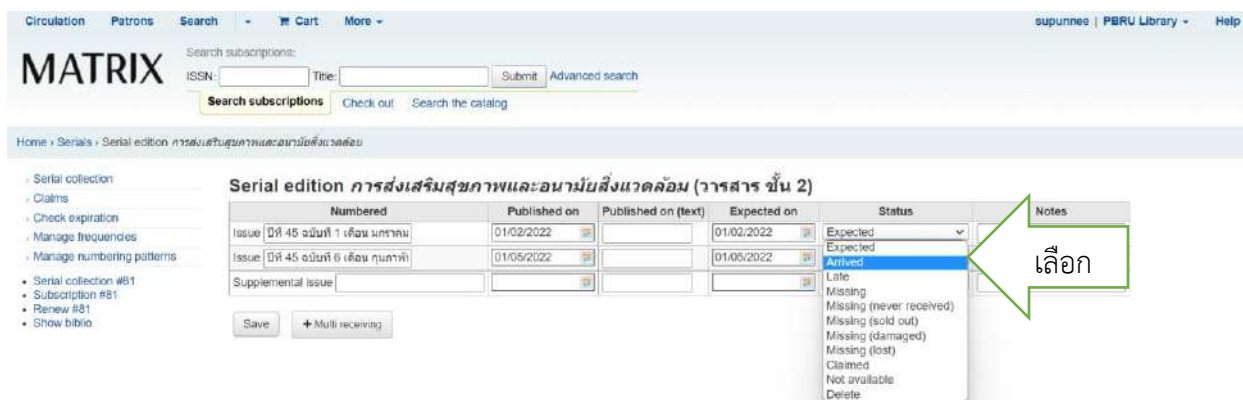 Circulation Patrons Search Cart More supunnee | PBRU Library Help
MATRIX
Search subscriptions:
ISSN: Title: Submit Advanced search
Search subscriptions Check out Search the catalog
Home › Serials › Serial edition การส่งเสริมสุขภาพและอนามัยสิ่งแวดล้อม
Serial collection
Claims
Check expiration
Manage frequencies
Manage numbering patterns
Serial collection #81
Subscription #81
Renew #81
Show biblio
Serial edition การส่งเสริมสุขภาพและอนามัยสิ่งแวดล้อม (วารสาร ชั้น 2)
Numbered Published on Published on (text) Expected on Status Notes
Issue ปีที่ 45 ฉบับที่ 1 เดือน มกราคม 01/02/2022 01/02/2022 Expected
Issue ปีที่ 45 ฉบับที่ 6 เดือน 01/05/2022 01/05/2022
Supplemental issue
Expected
Arrived
Late
Missing
Missing (never received)
Missing (sold out)
Missing (damaged)
Missing (lost)
Claimed
Not available
Delete
เลือก
Save + Multi receiving